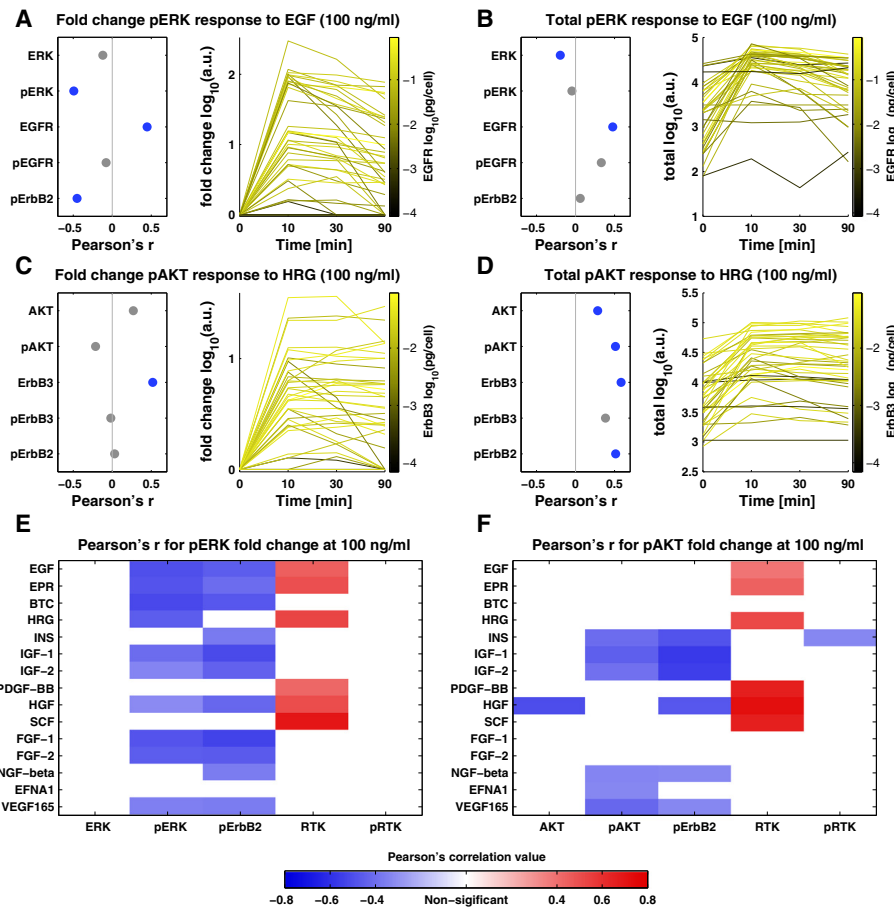 A Fold change pERK response to EGF (100 ng/ml)
ERK
pERK
EGFR
pEGFR
pErbB2
−0.5 0 0.5
Pearson's r
fold change log10(a.u.)
2
1
0
0 10 30 90
Time [min]
−1
−2
−3
−4
EGFR log10(pg/cell)
B Total pERK response to EGF (100 ng/ml)
ERK
pERK
EGFR
pEGFR
pErbB2
−0.5 0 0.5
Pearson's r
total log10(a.u.)
5
4
3
2
1
0 10 30 90
Time [min]
−1
−2
−3
−4
EGFR log10(pg/cell)
C Fold change pAKT response to HRG (100 ng/ml)
AKT
pAKT
ErbB3
pErbB3
pErbB2
−0.5 0 0.5
Pearson's r
fold change log10(a.u.)
1
0
0 10 30 90
Time [min]
−2
−3
−4
ErbB3 log10(pg/cell)
D Total pAKT response to HRG (100 ng/ml)
AKT
pAKT
ErbB3
pErbB3
pErbB2
−0.5 0 0.5
Pearson's r
total log10(a.u.)
5.5
5
4.5
4
3.5
3
2.5
0 10 30 90
Time [min]
−2
−3
−4
ErbB3 log10(pg/cell)
E Pearson's r for pERK fold change at 100 ng/ml
EGF
EPR
BTC
HRG
INS
IGF−1
IGF−2
PDGF−BB
HGF
SCF
FGF−1
FGF−2
NGF−beta
EFNA1
VEGF165
ERK pERK pErbB2 RTK pRTK
F Pearson's r for pAKT fold change at 100 ng/ml
EGF
EPR
BTC
HRG
INS
IGF−1
IGF−2
PDGF−BB
HGF
SCF
FGF−1
FGF−2
NGF−beta
EFNA1
VEGF165
AKT pAKT pErbB2 RTK pRTK
Pearson's correlation value
−0.8 −0.6 −0.4 Non−sigificant 0.4 0.6 0.8